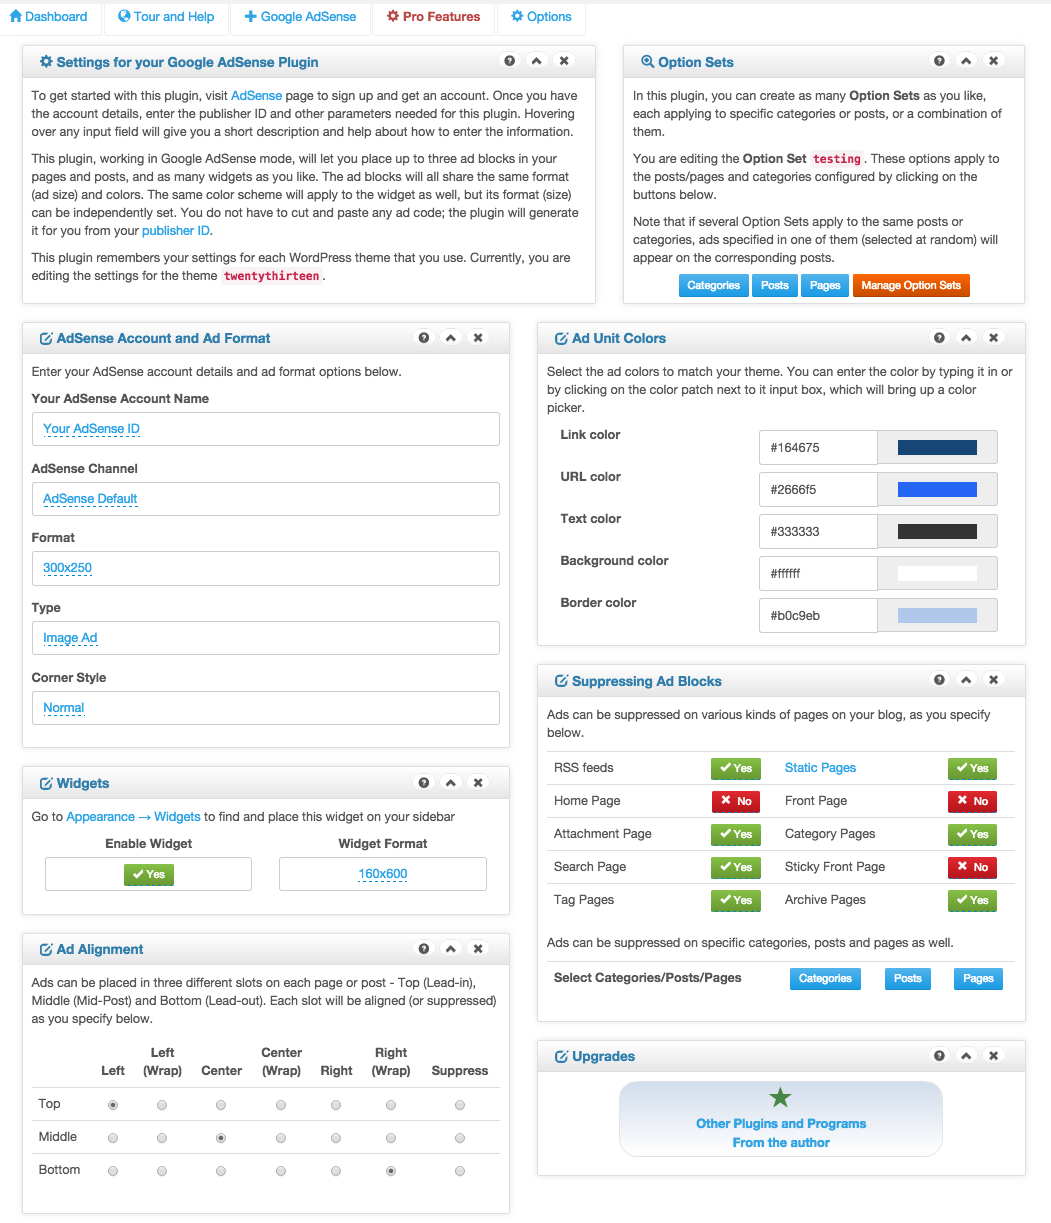 Dashboard
Tour and Help
Google AdSense
Pro Features
Options
Settings for your Google AdSense Plugin
To get started with this plugin, visit AdSense page to sign up and get an account. Once you have
the account details, enter the publisher ID and other parameters needed for this plugin. Hovering
over any input field will give you a short description and help about how to enter the information.
This plugin, working in Google AdSense mode, will let you place up to three ad blocks in your
pages and posts, and as many widgets as you like. The ad blocks will all share the same format
(ad size) and colors. The same color scheme will apply to the widget as well, but its format (size)
can be independently set. You do not have to cut and paste any ad code; the plugin will generate
it for you from your publisher ID.
This plugin remembers your settings for each WordPress theme that you use. Currently, you are
editing the settings for the theme twentythirteen.
Option Sets
In this plugin, you can create as many Option Sets as you like,
each applying to specific categories or posts, or a combination of
them.
You are editing the Option Set testing. These options apply to
the posts/pages and categories configured by clicking on the
buttons below.
Note that if several Option Sets apply to the same posts or
categories, ads specified in one of them (selected at random) will
appear on the corresponding posts.
Categories Posts Pages Manage Option Sets
AdSense Account and Ad Format
Enter your AdSense account details and ad format options below.
Your AdSense Account Name
Your AdSense ID
AdSense Channel
AdSense Default
Format
300x250
Type
Image Ad
Corner Style
Normal
Widgets
Go to Appearance → Widgets to find and place this widget on your sidebar
Enable Widget Widget Format
Yes 160x600
Ad Alignment
Ads can be placed in three different slots on each page or post - Top (Lead-in),
Middle (Mid-Post) and Bottom (Lead-out). Each slot will be aligned (or suppressed)
as you specify below.
Left Center Right
Left (Wrap) Center (Wrap) Right (Wrap) Suppress
Top
Middle
Bottom
Ad Unit Colors
Select the ad colors to match your theme. You can enter the color by typing it in or
by clicking on the color patch next to it input box, which will bring up a color
picker.
Link color #164675
URL color #2666f5
Text color #333333
Background color #ffffff
Border color #b0c9eb
Suppressing Ad Blocks
Ads can be suppressed on various kinds of pages on your blog, as you specify
below.
RSS feeds Yes Static Pages Yes
Home Page No Front Page No
Attachment Page Yes Category Pages Yes
Search Page Yes Sticky Front Page No
Tag Pages Yes Archive Pages Yes
Ads can be suppressed on specific categories, posts and pages as well.
Select Categories/Posts/Pages Categories Posts Pages
Upgrades
Other Plugins and Programs
From the author